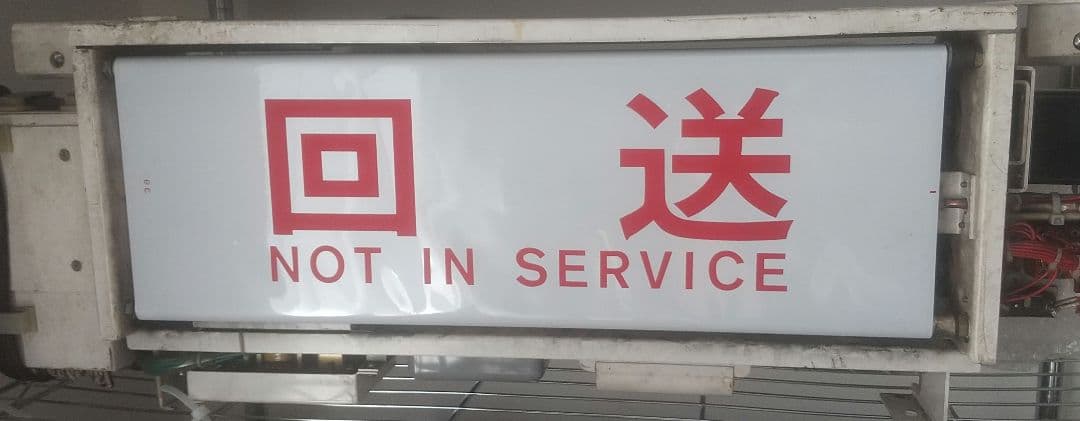 回送
NOT IN SERVICE